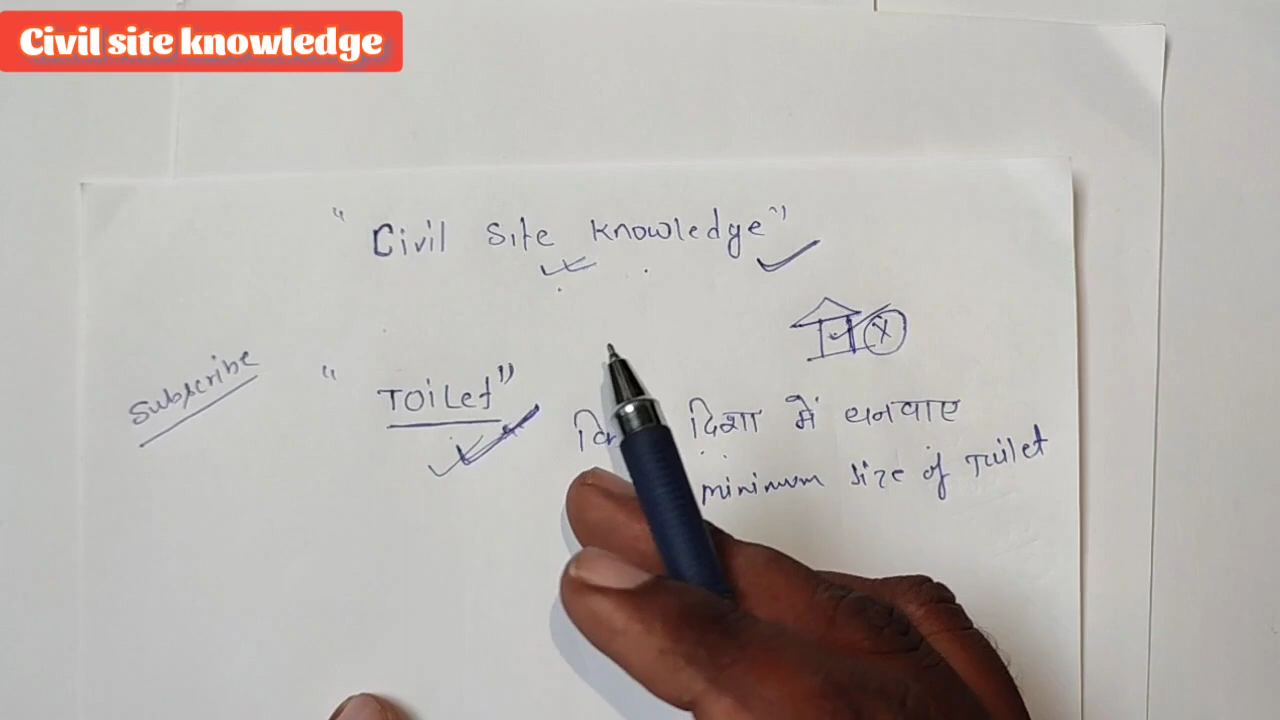 Civil site knowledge
"Civil Site Knowledge"
Subscribe
"TOiLet"
दिशा में बनवाए
minimum size of Toilet